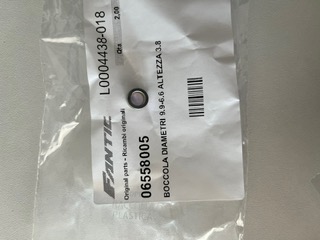 FANTIC
Original parts - Ricambi originali
06558005
BOCCOLA DIAMETRI 9.9-6.6 ALTEZZA 3.8
L0004438-018
Qtà 2,00